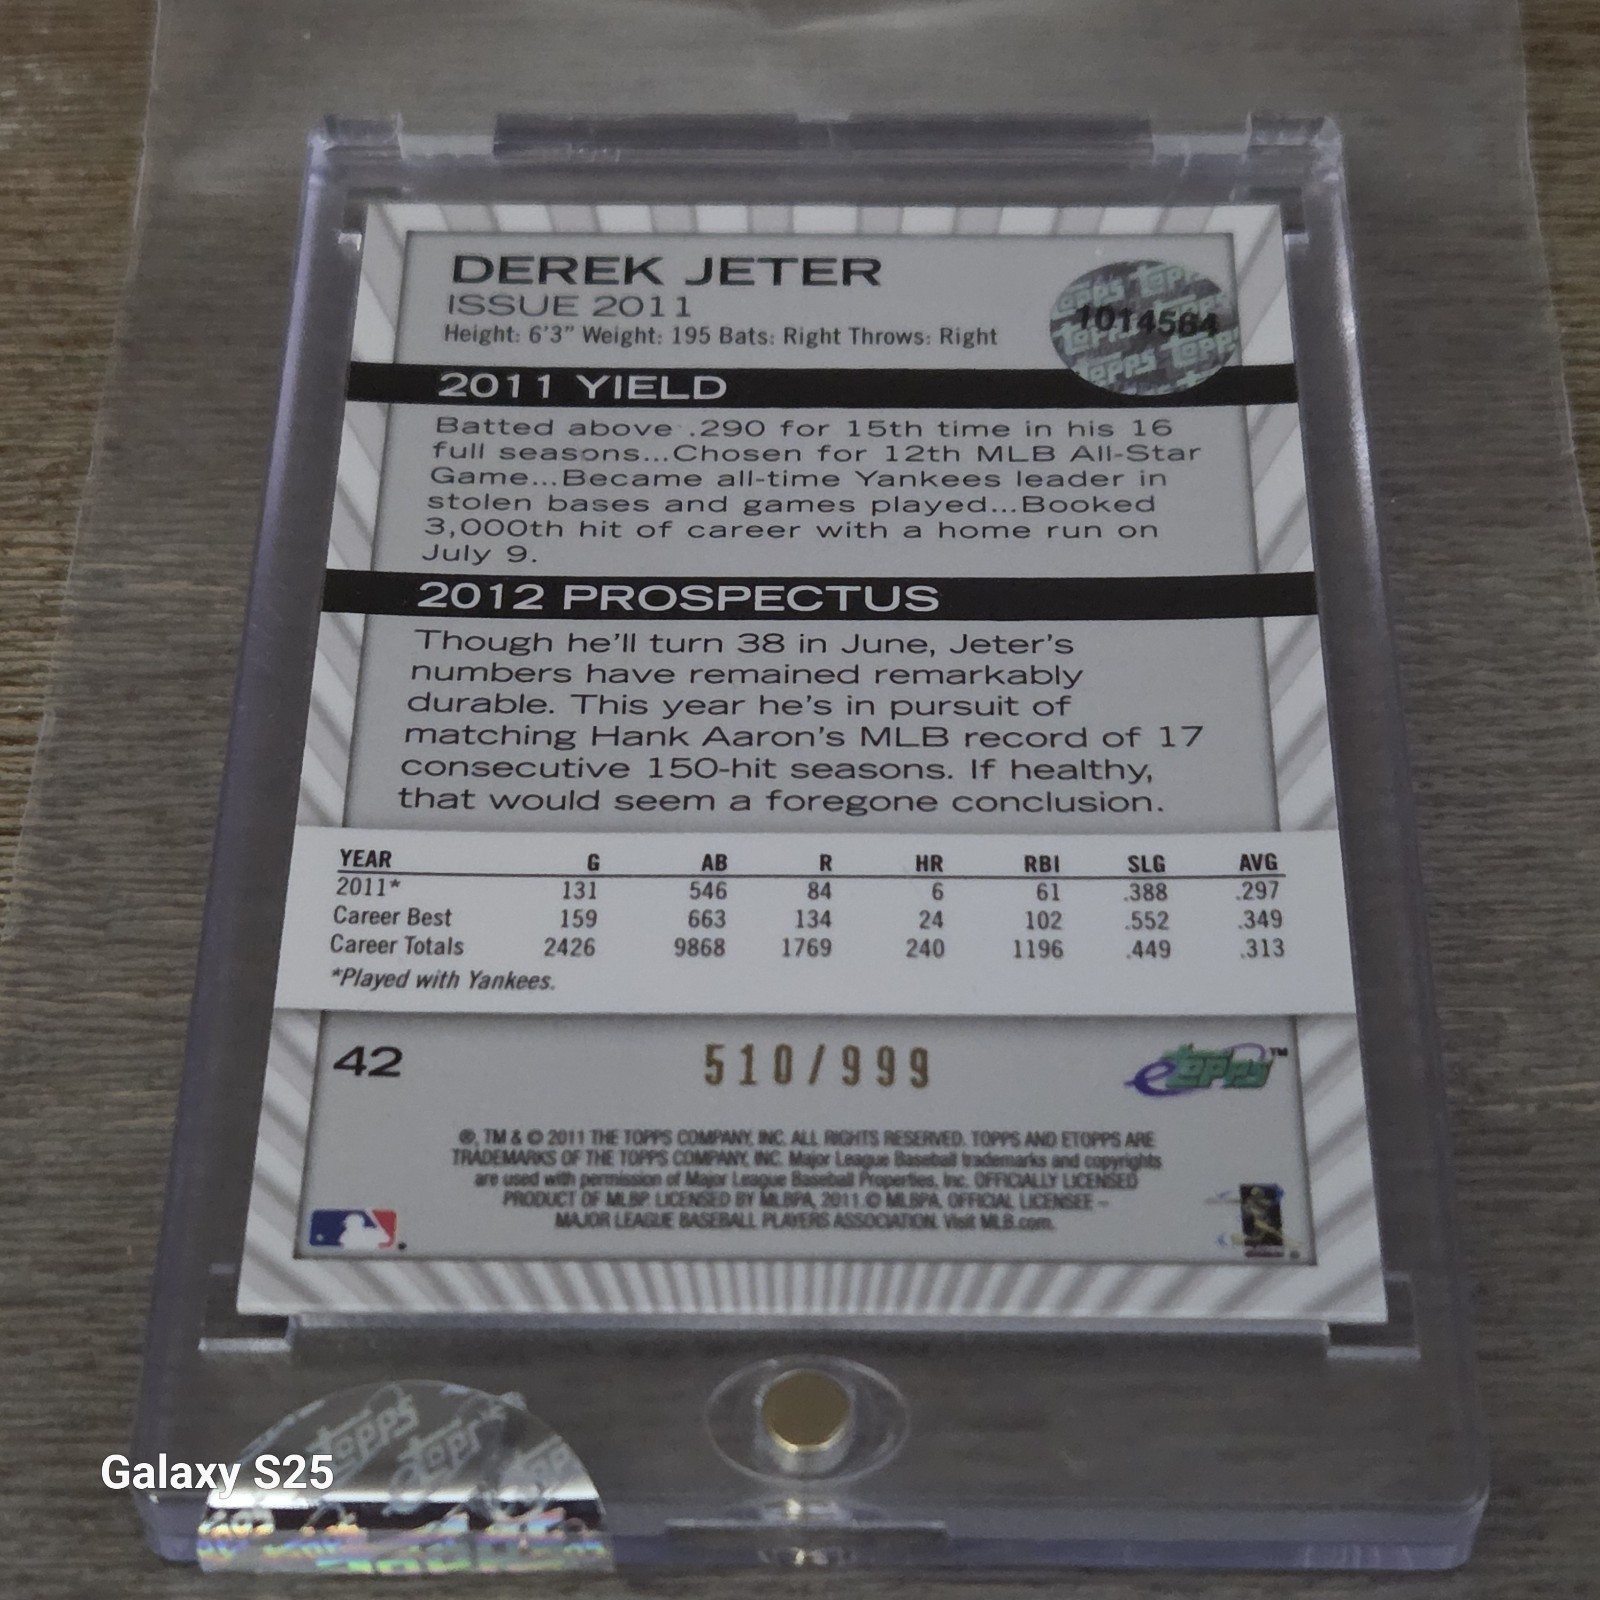 DEREK JETER
ISSUE 2011
Height: 6'3" Weight: 195 Bats: Right Throws: Right
topps topps
1014564
topps topps
topps
2011 YIELD
Batted above .290 for 15th time in his 16
full seasons...Chosen for 12th MLB All-Star
Game...Became all-time Yankees leader in
stolen bases and games played...Booked
3,000th hit of career with a home run on
July 9.
2012 PROSPECTUS
Though he'll turn 38 in June, Jeter's
numbers have remained remarkably
durable. This year he's in pursuit of
matching Hank Aaron's MLB record of 17
consecutive 150-hit seasons. If healthy,
that would seem a foregone conclusion.
YEAR G AB R HR RBI SLG AVG
2011* 131 546 84 6 61 .388 .297
Career Best 159 663 134 24 102 .552 .349
Career Totals 2426 9868 1769 240 1196 .449 .313
*Played with Yankees.
42 510/999 etopps™
®, TM & © 2011 THE TOPPS COMPANY, INC. ALL RIGHTS RESERVED. TOPPS AND ETOPPS ARE
TRADEMARKS OF THE TOPPS COMPANY, INC. Major League Baseball trademarks and copyrights
are used with permission of Major League Baseball Properties, Inc. OFFICIALLY LICENSED
PRODUCT OF MLBP. LICENSED BY MLBPA, 2011 © MLBPA. OFFICIAL LICENSEE –
MAJOR LEAGUE BASEBALL PLAYERS ASSOCIATION. Visit MLB.com.
etopps
etopps
Galaxy S25